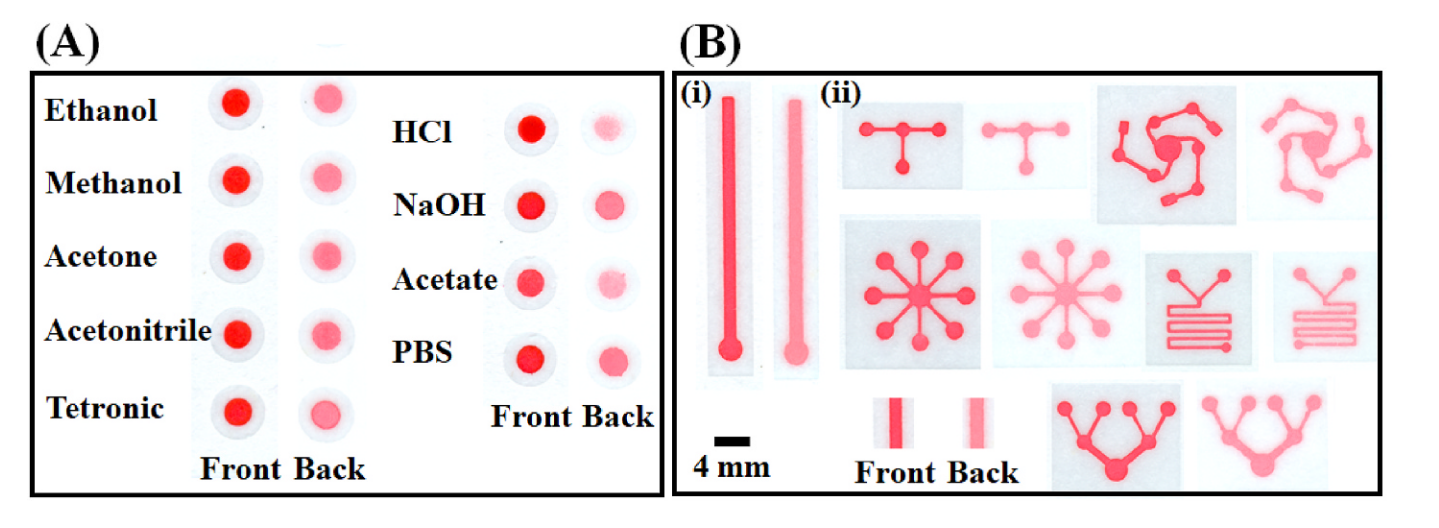 (A)
Ethanol
Methanol
Acetone
Acetonitrile
Tetronic
Front Back
HCl
NaOH
Acetate
PBS
Front Back
(B)
(i)
(ii)
4 mm
Front Back